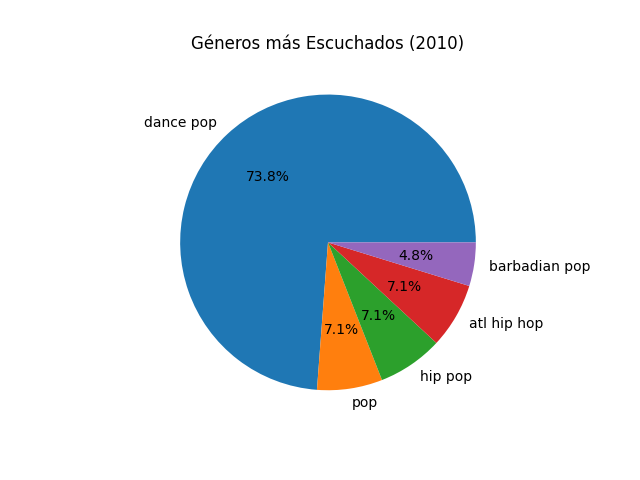 Géneros más Escuchados (2010)
dance pop
73.8%
4.8%
barbadian pop
7.1%
atl hip hop
7.1%
hip pop
7.1%
pop